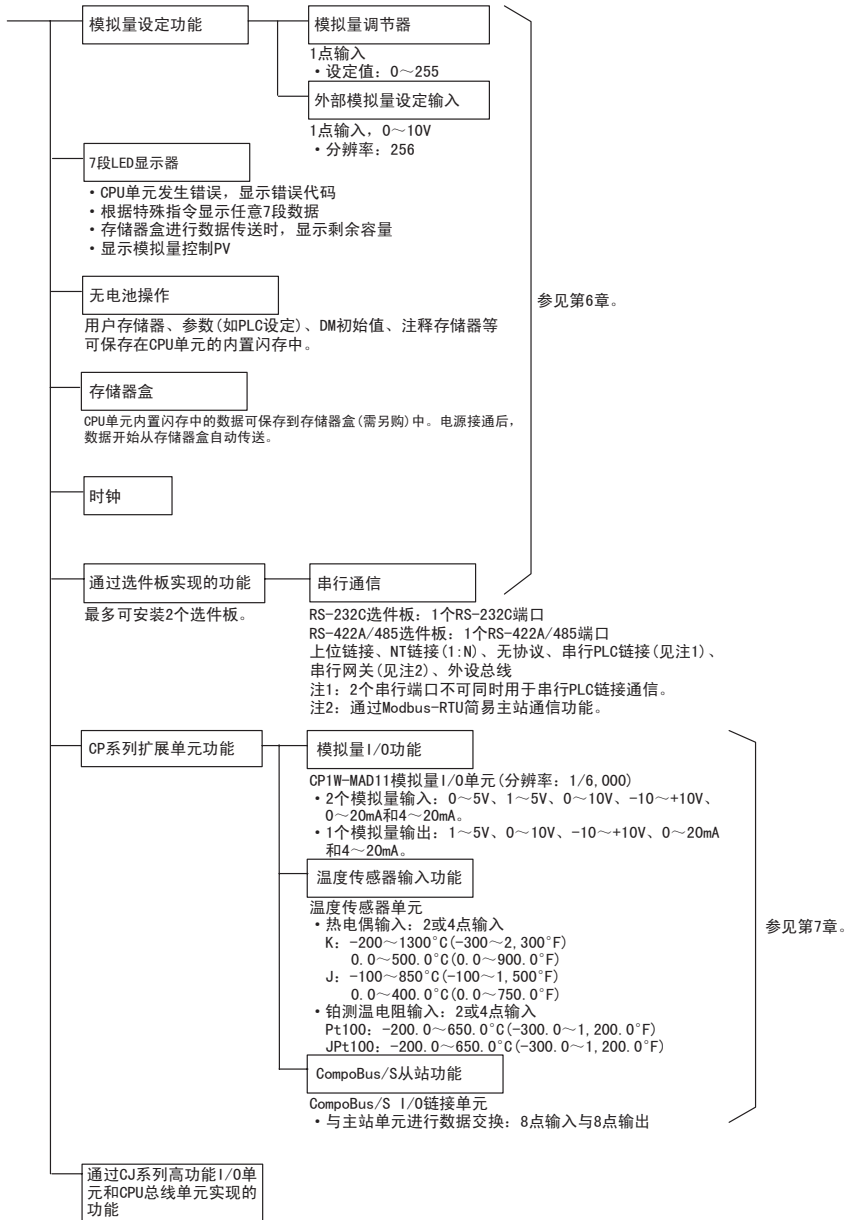 模拟量设定功能
模拟量调节器
1点输入
・设定值：0～255
外部模拟量设定输入
1点输入，0～10V
・分辨率：256
7段LED显示器
・CPU单元发生错误，显示错误代码
・根据特殊指令显示任意7段数据
・存储器盒进行数据传送时，显示剩余容量
・显示模拟量控制PV
无电池操作
用户存储器、参数(如PLC设定)、DM初始值、注释存储器等
可保存在CPU单元的内置闪存中。
参见第6章。
存储器盒
CPU单元内置闪存中的数据可保存到存储器盒(需另购)中。电源接通后，
数据开始从存储器盒自动传送。
时钟
通过选件板实现的功能
最多可安装2个选件板。
串行通信
RS-232C选件板：1个RS-232C端口
RS-422A/485选件板：1个RS-422A/485端口
上位链接、NT链接(1:N)、无协议、串行PLC链接(见注1)、
串行网关(见注2)、外设总线
注1：2个串行端口不可同时用于串行PLC链接通信。
注2：通过Modbus-RTU简易主站通信功能。
CP系列扩展单元功能
模拟量I/O功能
CP1W-MAD11模拟量I/O单元(分辨率：1/6,000)
・2个模拟量输入：0～5V、1～5V、0～10V、-10～+10V、
0～20mA和4～20mA。
・1个模拟量输出：1～5V、0～10V、-10～+10V、0～20mA
和4～20mA。
温度传感器输入功能
温度传感器单元
・热电偶输入：2或4点输入
K：-200～1300°C(-300～2,300°F)
0.0～500.0°C(0.0～900.0°F)
J：-100～850°C(-100～1,500°F)
0.0～400.0°C(0.0～750.0°F)
・铂测温电阻输入：2或4点输入
Pt100：-200.0～650.0°C(-300.0～1,200.0°F)
JPt100：-200.0～650.0°C(-300.0～1,200.0°F)
参见第7章。
CompoBus/S从站功能
CompoBus/S I/O链接单元
・与主站单元进行数据交换：8点输入与8点输出
通过CJ系列高功能I/O单
元和CPU总线单元实现的
功能